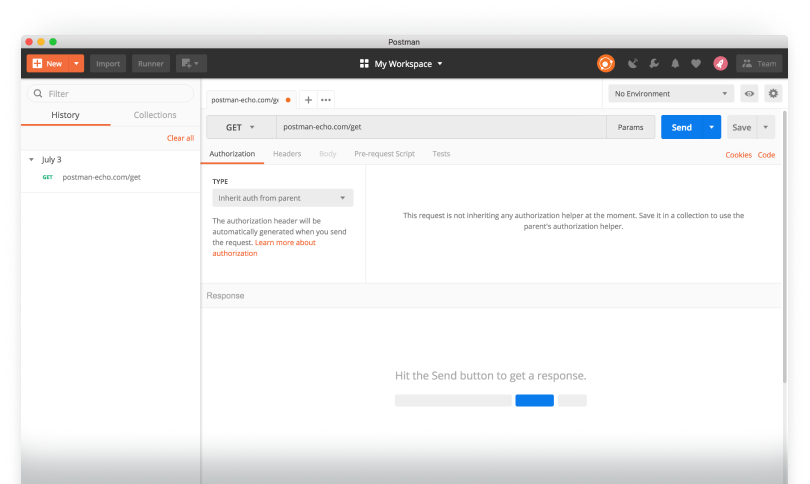 Postman
New
Import
Runner
My Workspace
Team
Filter
History
Collections
Clear all
July 3
GET postman-echo.com/get
postman-echo.com/ge
No Environment
GET
postman-echo.com/get
Params
Send
Save
Authorization
Headers
Body
Pre-request Script
Tests
Cookies
Code
TYPE
Inherit auth from parent
The authorization header will be
automatically generated when you send
the request. Learn more about
authorization
This request is not inheriting any authorization helper at the moment. Save it in a collection to use the
parent's authorization helper.
Response
Hit the Send button to get a response.